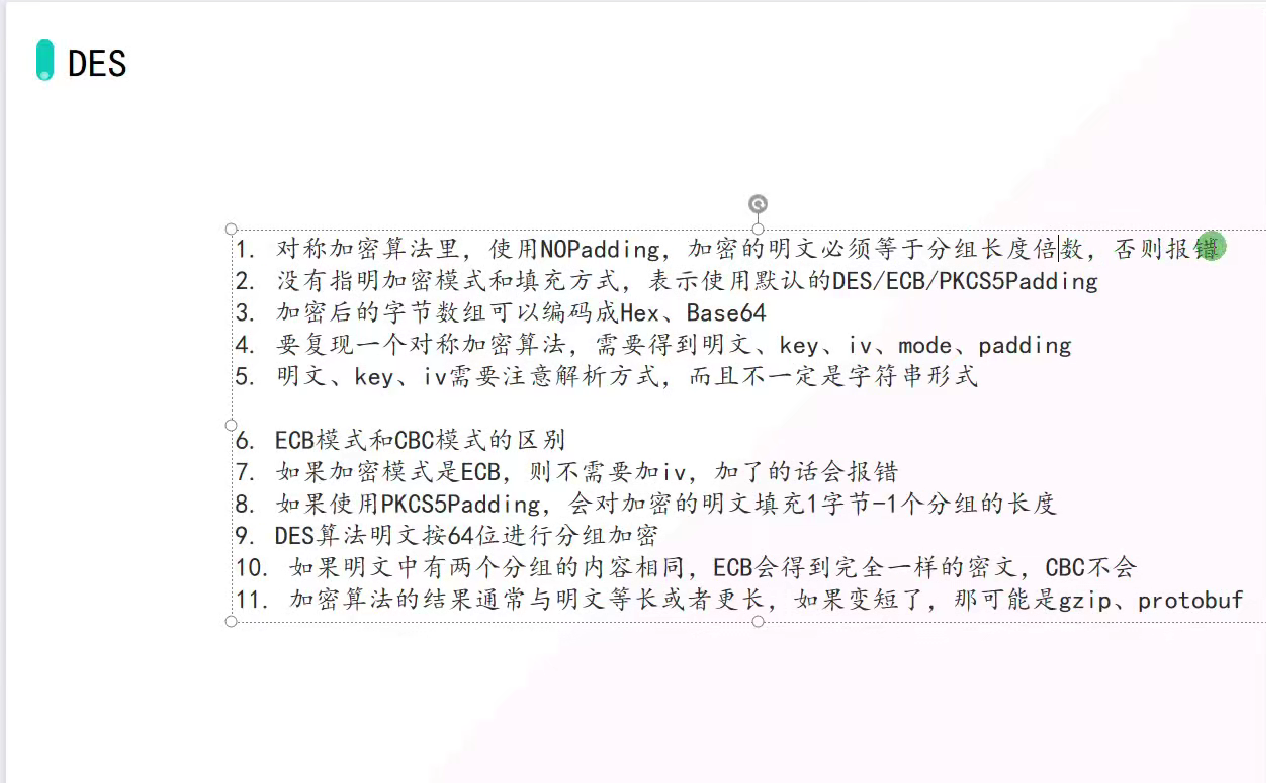 DES
1. 对称加密算法里，使用NOPadding，加密的明文必须等于分组长度倍数，否则报错
2. 没有指明加密模式和填充方式，表示使用默认的DES/ECB/PKCS5Padding
3. 加密后的字节数组可以编码成Hex、Base64
4. 要复现一个对称加密算法，需要得到明文、key、iv、mode、padding
5. 明文、key、iv需要注意解析方式，而且不一定是字符串形式
6. ECB模式和CBC模式的区别
7. 如果加密模式是ECB，则不需要加iv，加了的话会报错
8. 如果使用PKCS5Padding，会对加密的明文填充1字节-1个分组的长度
9. DES算法明文按64位进行分组加密
10. 如果明文中有两个分组的内容相同，ECB会得到完全一样的密文，CBC不会
11. 加密算法的结果通常与明文等长或者更长，如果变短了，那可能是gzip、protobuf